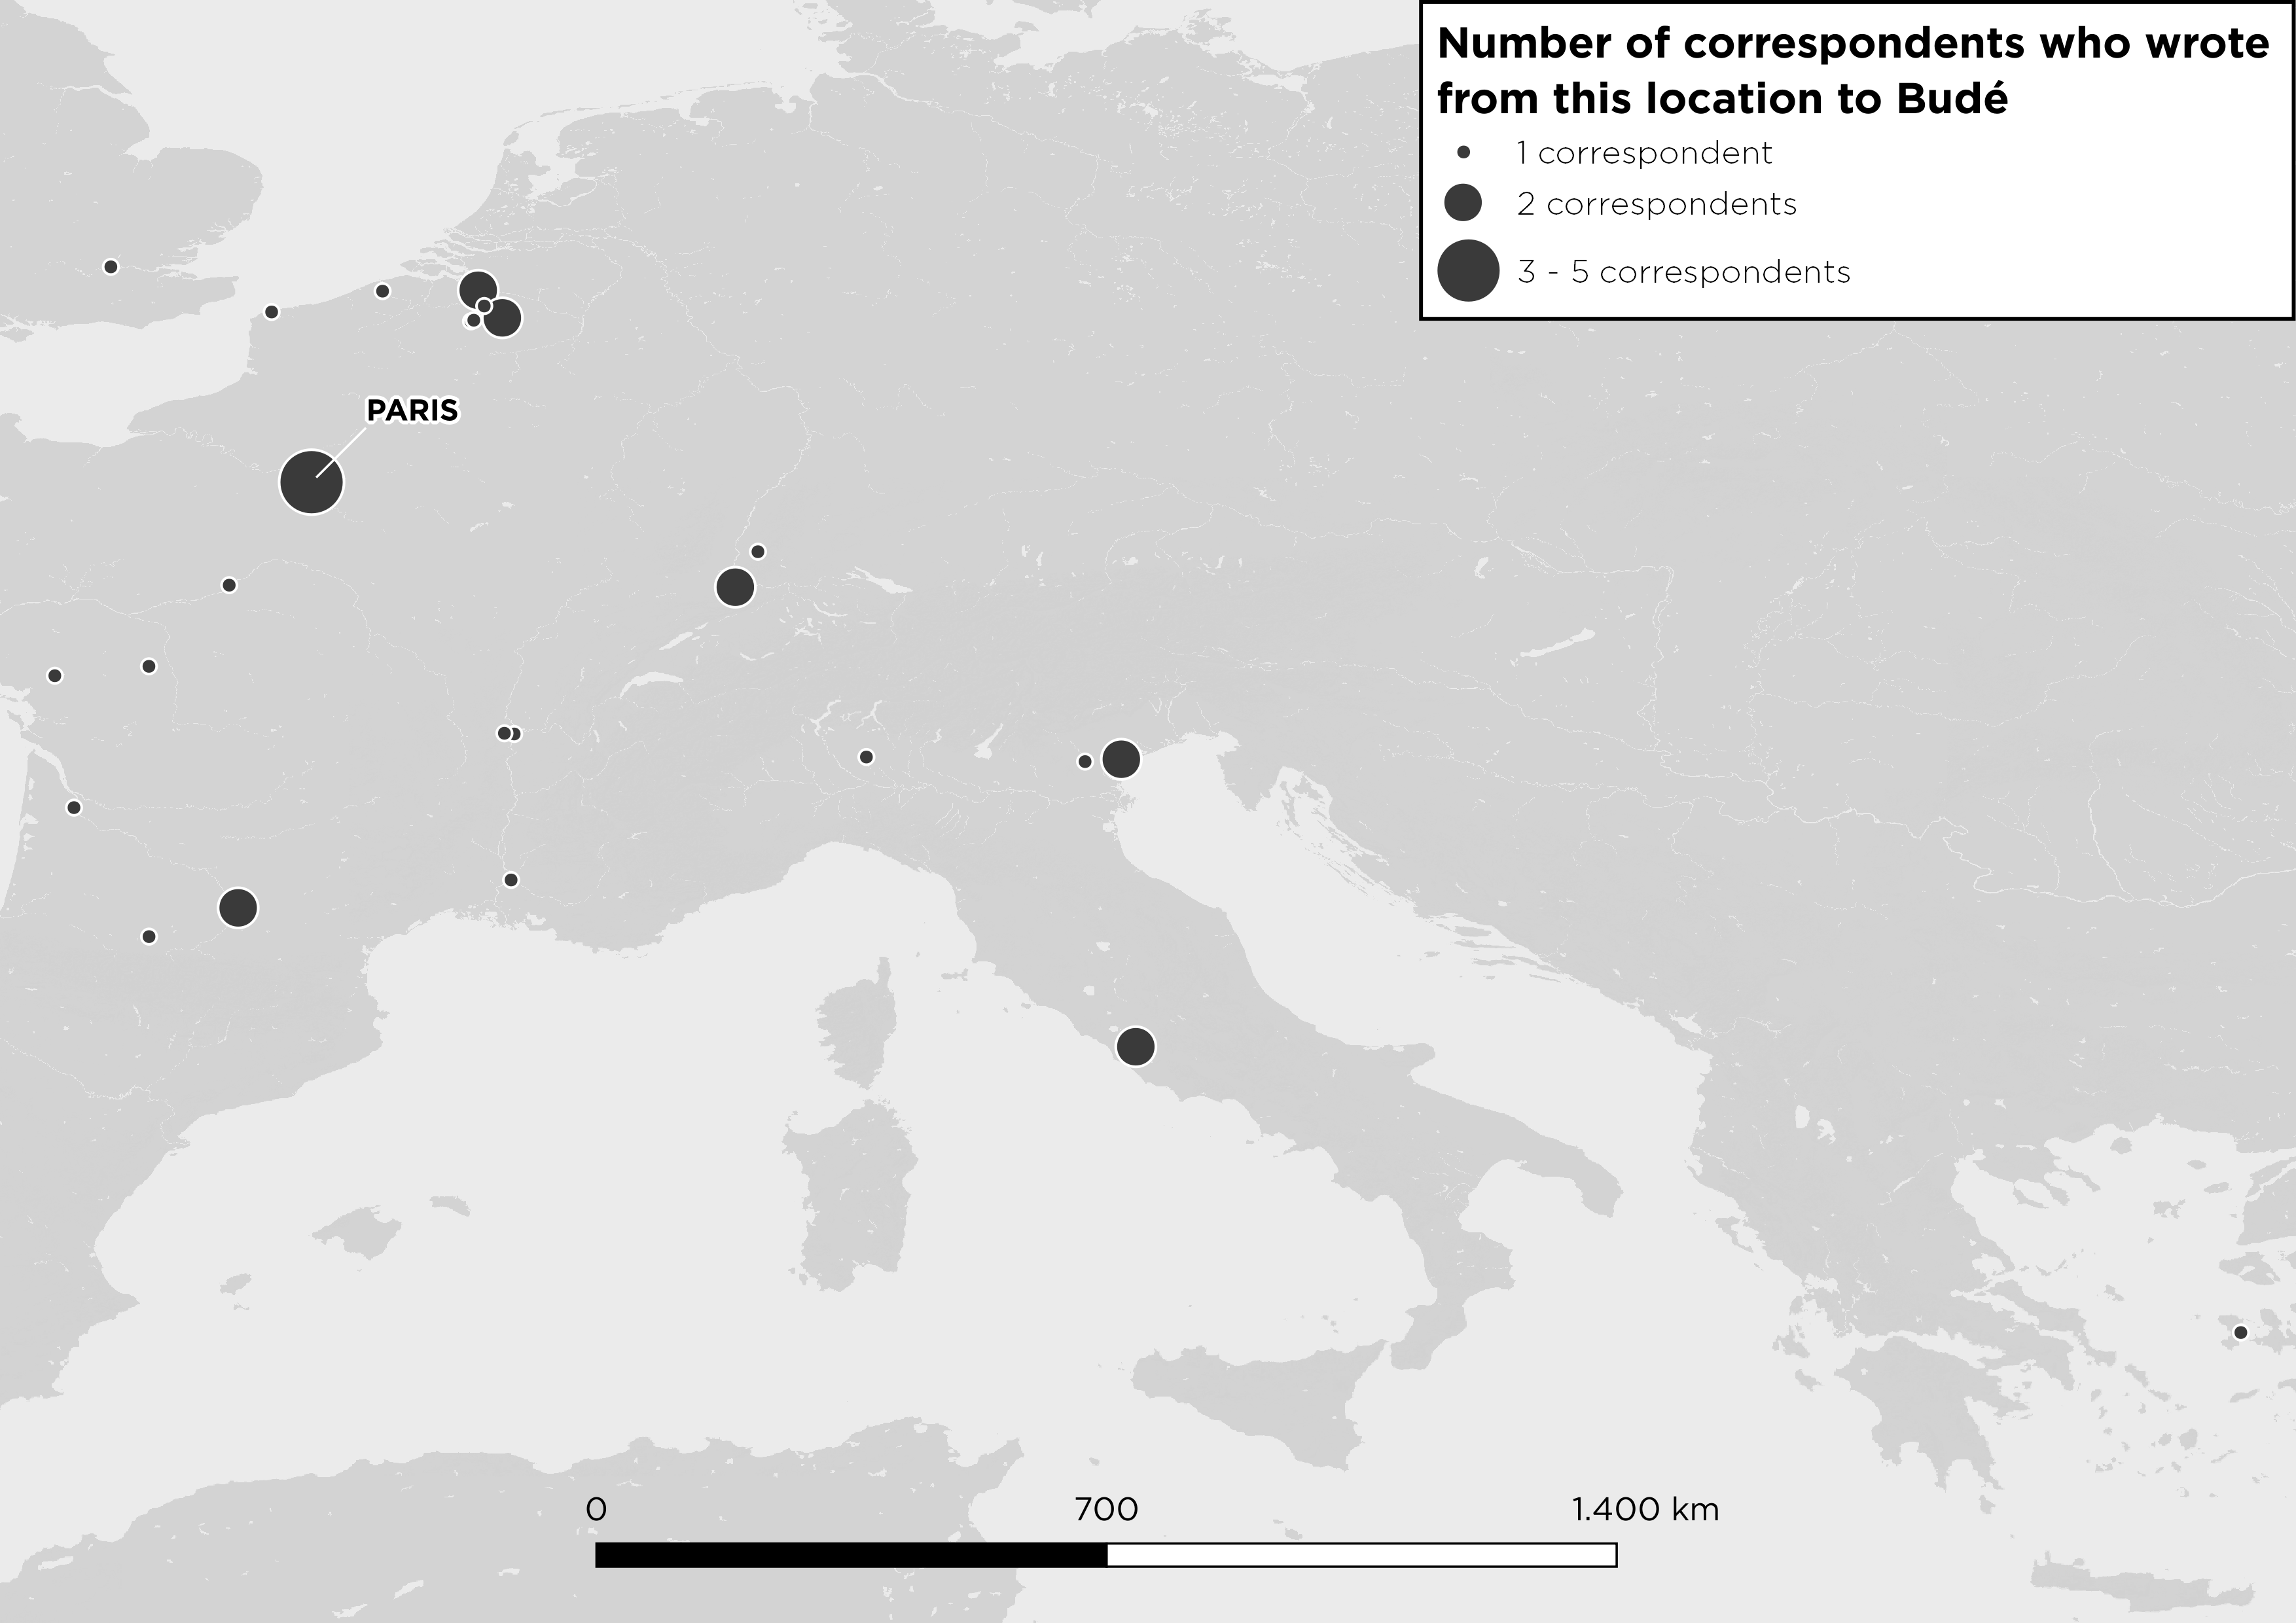 Number of correspondents who wrote
from this location to Budé
1 correspondent
2 correspondents
3 - 5 correspondents
PARIS
0 700 1.400 km